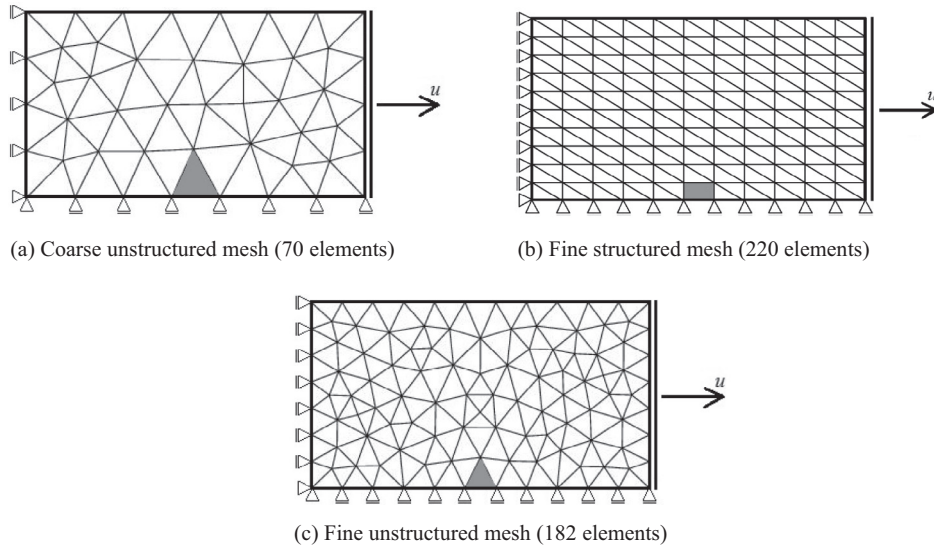 u
u
(a) Coarse unstructured mesh (70 elements)
(b) Fine structured mesh (220 elements)
u
(c) Fine unstructured mesh (182 elements)